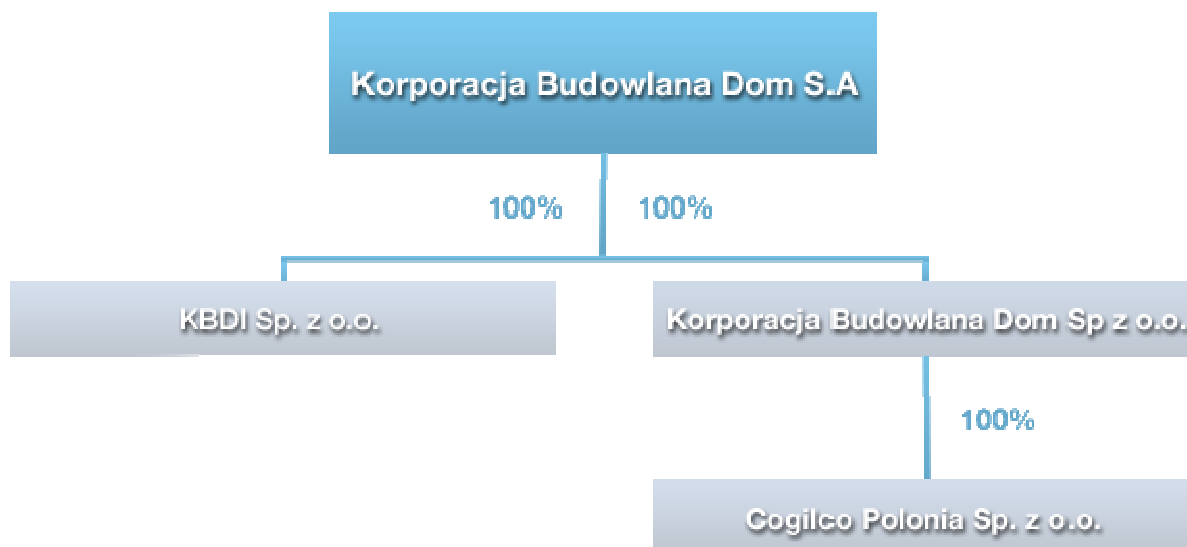 Korporacja Budowlana Dom S.A
100% 100%
KBDI Sp. z o.o.
Korporacja Budowlana Dom Sp z o.o.
100%
Cogilco Polonia Sp. z o.o.